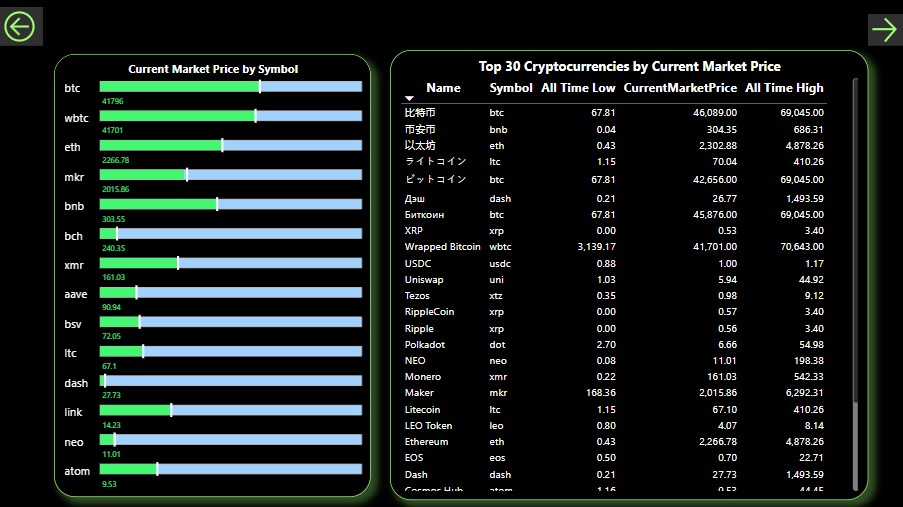 Current Market Price by Symbol
btc
41796
wbtc
41701
eth
2266.78
mkr
2015.86
bnb
303.55
bch
240.35
xmr
161.03
aave
90.94
bsv
72.05
ltc
67.1
dash
27.73
link
14.23
neo
11.01
atom
9.53
Top 30 Cryptocurrencies by Current Market Price
Name Symbol All Time Low CurrentMarketPrice All Time High
比特币 btc 67.81 46,089.00 69,045.00
币安币 bnb 0.04 304.35 686.31
以太坊 eth 0.43 2,302.88 4,878.26
ライトコイン ltc 1.15 70.04 410.26
ビットコイン btc 67.81 42,656.00 69,045.00
Дэш dash 0.21 26.77 1,493.59
Биткоин btc 67.81 45,876.00 69,045.00
XRP xrp 0.00 0.53 3.40
Wrapped Bitcoin wbtc 3,139.17 41,701.00 70,643.00
USDC usdc 0.88 1.00 1.17
Uniswap uni 1.03 5.94 44.92
Tezos xtz 0.35 0.98 9.12
RippleCoin xrp 0.00 0.57 3.40
Ripple xrp 0.00 0.56 3.40
Polkadot dot 2.70 6.66 54.98
NEO neo 0.08 11.01 198.38
Monero xmr 0.22 161.03 542.33
Maker mkr 168.36 2,015.86 6,292.31
Litecoin ltc 1.15 67.10 410.26
LEO Token leo 0.80 4.07 8.14
Ethereum eth 0.43 2,266.78 4,878.26
EOS eos 0.50 0.70 22.71
Dash dash 0.21 27.73 1,493.59
Cosmos Hub atom 1.16 9.53 44.45